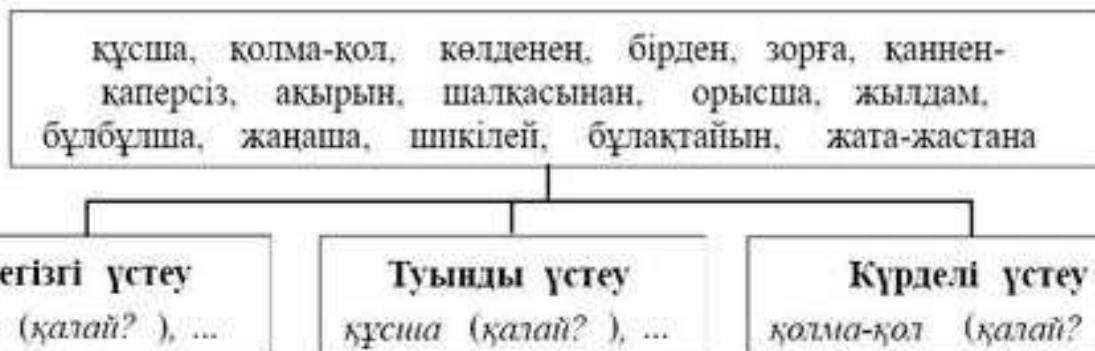 құсша, қолма-қол, көлденең, бірден, зорға, қаннен-
қаперсіз, ақырын, шалқасынан, орысша, жылдам,
бұлбұлша, жаңаша, шикілей, бұлақтайын, жата-жастана
егізгі үстеу
(қалай? ), ...
Туынды үстеу
құсша (қалай? ), ...
Күрделі үстеу
қолма-қол (қалай?